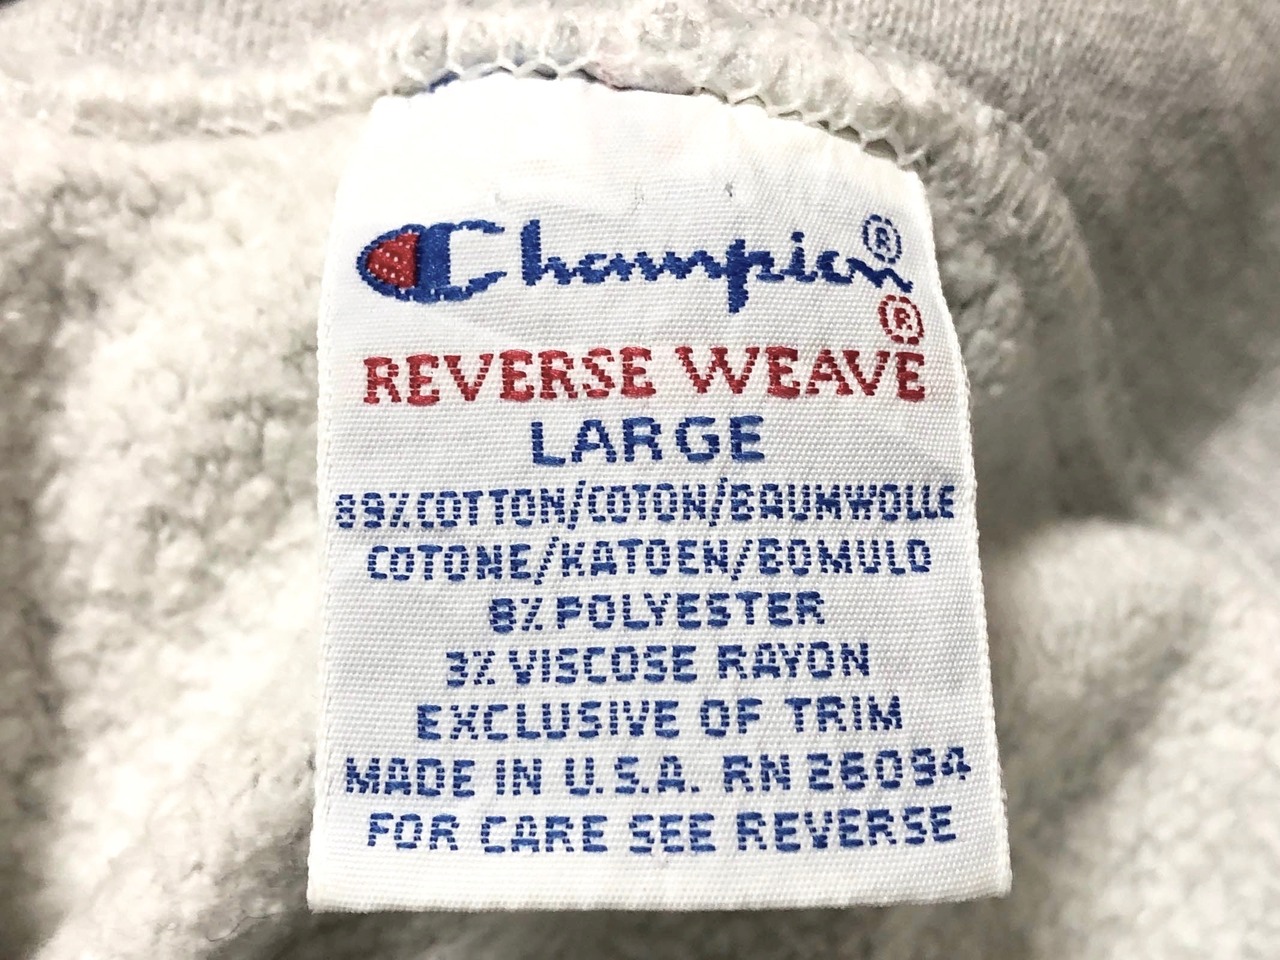 Champion®
®
REVERSE WEAVE
LARGE
89% COTTON/COTON/BAUMWOLLE
COTONE/KATOEN/BOMULD
8% POLYESTER
3% VISCOSE RAYON
EXCLUSIVE OF TRIM
MADE IN U.S.A. RN 26094
FOR CARE SEE REVERSE